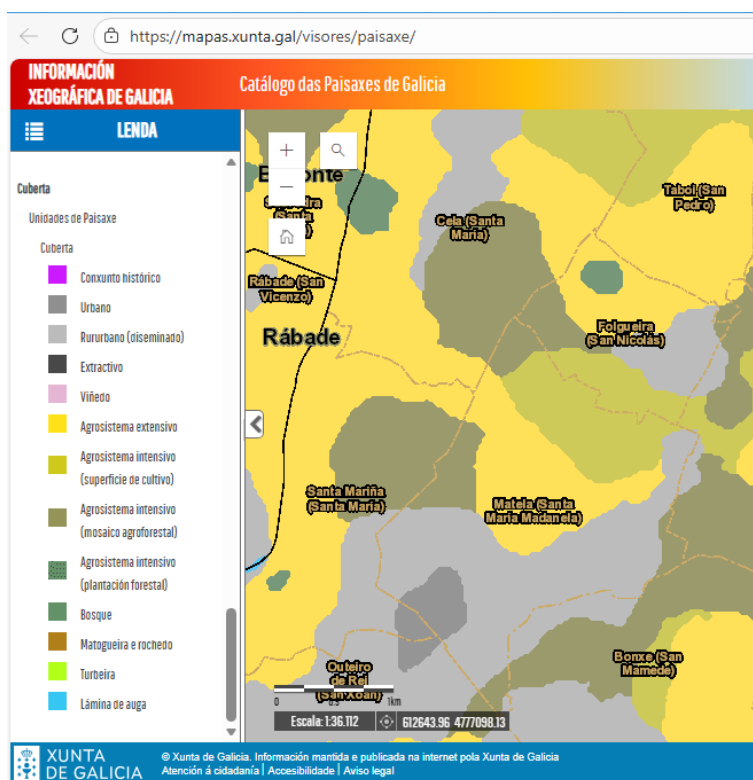 https://mapas.xunta.gal/visores/paisaxe/
INFORMACIÓN
XEOGRÁFICA DE GALICIA
Catálogo das Paisaxes de Galicia
LENDA
Cuberta
Unidades de Paisaxe
Cuberta
Conxunto histórico
Urbano
Rururbano (diseminado)
Extractivo
Viñedo
Agrosistema extensivo
Agrosistema intensivo
(superficie de cultivo)
Agrosistema intensivo
(mosaico agroforestal)
Agrosistema intensivo
(plantación forestal)
Bosque
Matogueira e rochedo
Turbeira
Lámina de auga
Taboi (San
Pedro)
Cela (Santa
María)
Rábade (San
Vicenzo)
Rábade
Folgueira
(San Nicolás)
Santa Mariña
(Santa María)
Matela (Santa
María Madanela)
Outeiro
de Rei
(San Xoán)
Bonxe (San
Mamede)
0 0.5 1km
Escala: 1:36.112
612643.96 4777098.13
XUNTA
DE GALICIA
© Xunta de Galicia. Información mantida e publicada na internet pola Xunta de Galicia
Atención á cidadanía | Accesibilidade | Aviso legal